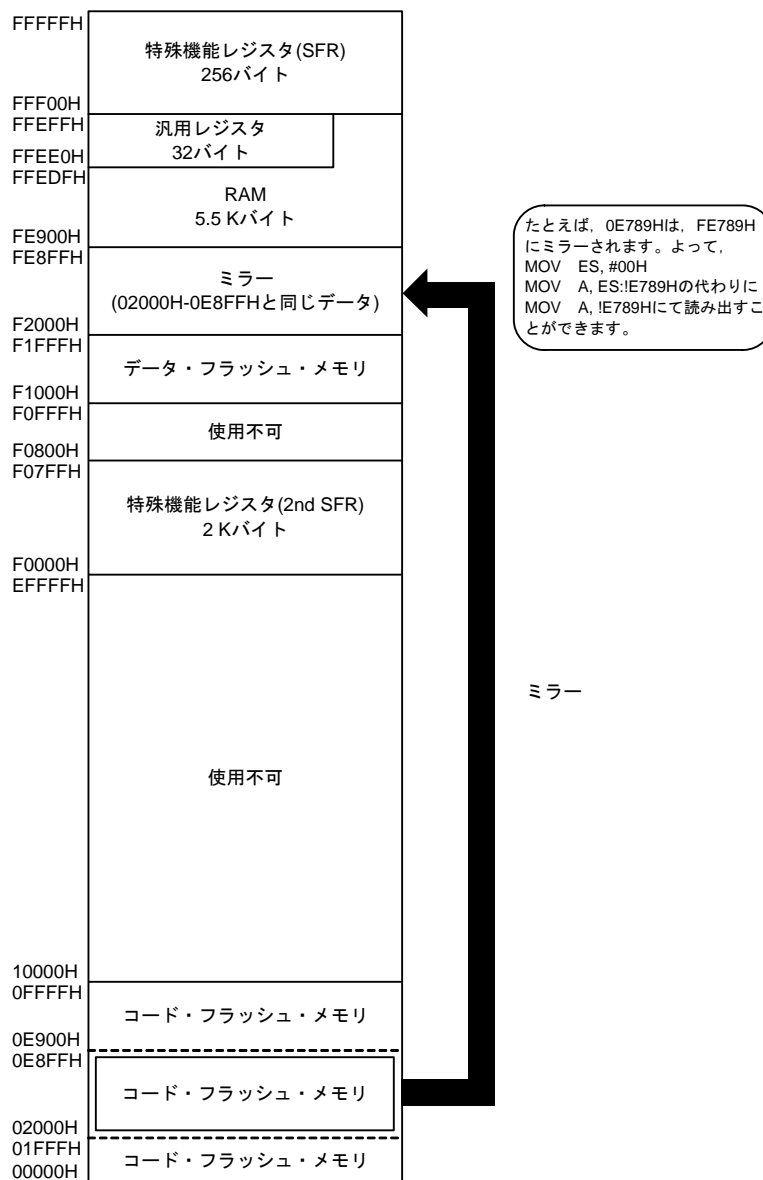 FFFFFH
特殊機能レジスタ(SFR)
256バイト
FFF00H
FFEFFH
汎用レジスタ
32バイト
FFEE0H
FFEDFH
RAM
5.5 Kバイト
FE900H
FE8FFH
ミラー
(02000H-0E8FFHと同じデータ)
F2000H
F1FFFH
データ・フラッシュ・メモリ
F1000H
F0FFFH
使用不可
F0800H
F07FFH
特殊機能レジスタ(2nd SFR)
2 Kバイト
F0000H
EFFFFH
使用不可
10000H
0FFFFH
コード・フラッシュ・メモリ
0E900H
0E8FFH
コード・フラッシュ・メモリ
02000H
01FFFH
コード・フラッシュ・メモリ
00000H
たとえば，0E789Hは，FE789H
にミラーされます。よって，
MOV ES, #00H
MOV A, ES:!E789Hの代わりに
MOV A, !E789Hにて読み出すこ
とができます。
ミラー